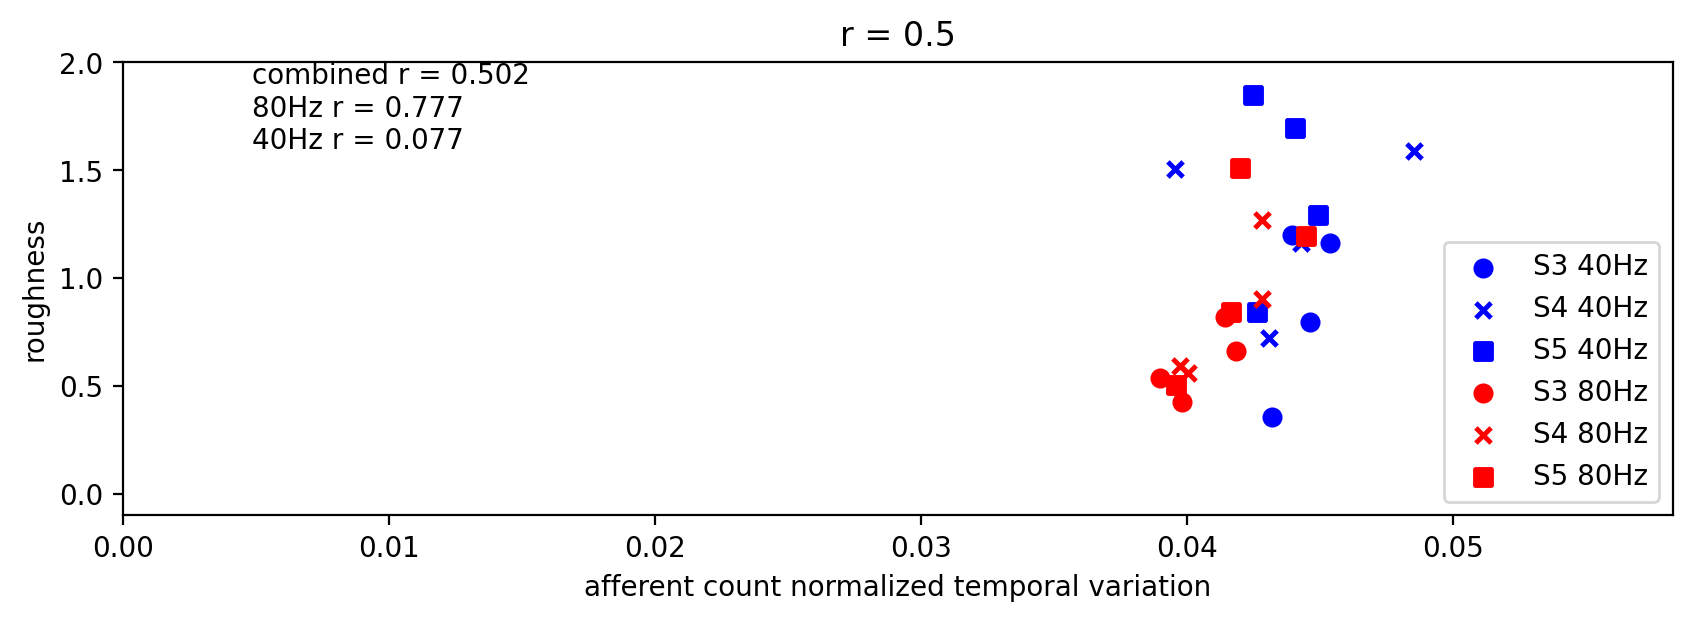 r = 0.5
combined r = 0.502
80Hz r = 0.777
40Hz r = 0.077
2.0
1.5
1.0
0.5
0.0
roughness
S3 40Hz
S4 40Hz
S5 40Hz
S3 80Hz
S4 80Hz
S5 80Hz
0.00 0.01 0.02 0.03 0.04 0.05
afferent count normalized temporal variation